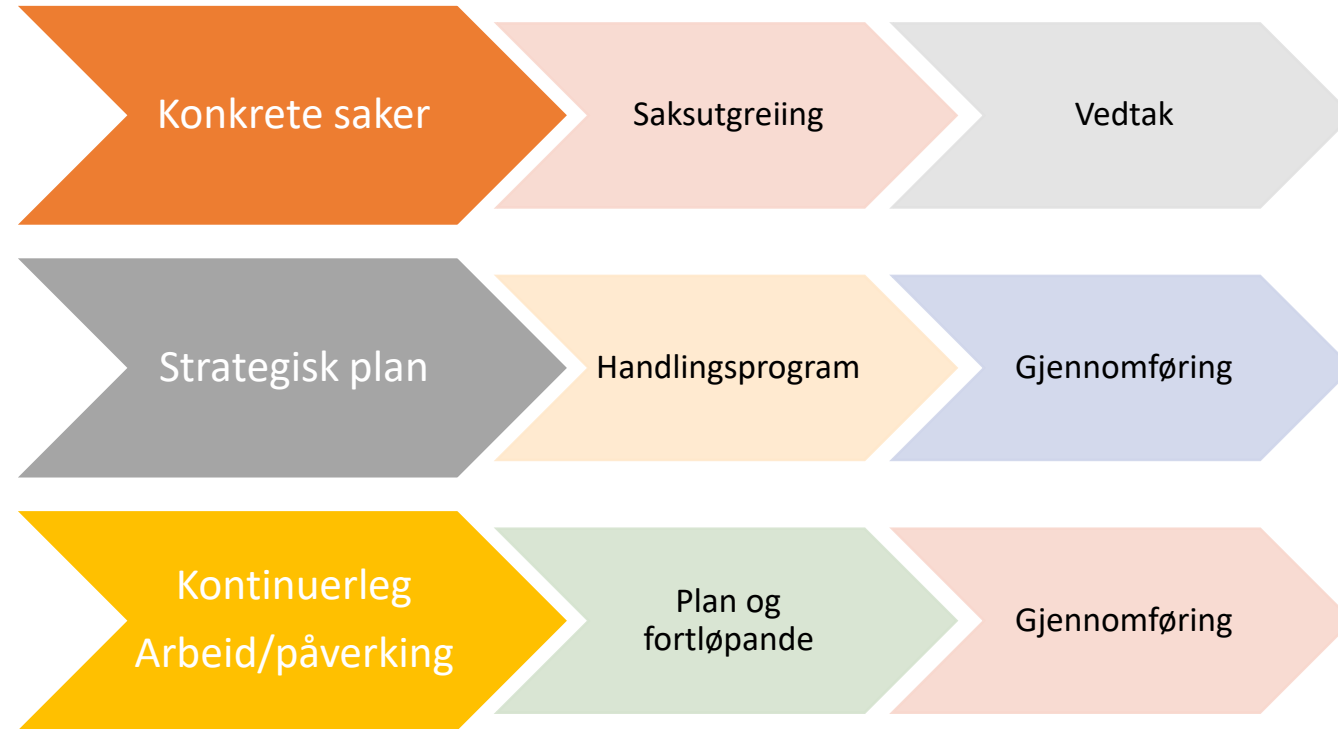 Konkrete saker
Saksutgreiing
Vedtak
Strategisk plan
Handlingsprogram
Gjennomføring
Kontinuerleg
Arbeid/påverking
Plan og
fortløpande
Gjennomføring